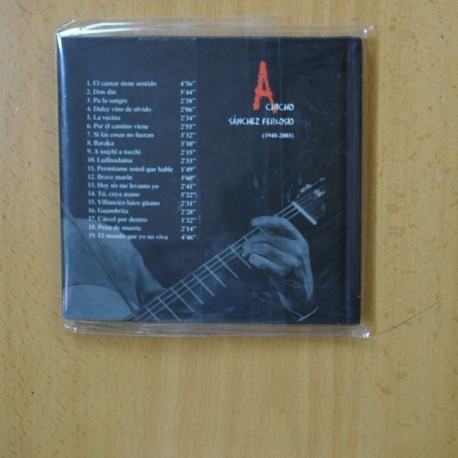 1. El cantar tiene sentido 4'56"
2. Don din 5'44"
3. Pa la sangre 2'38"
4. Dulce vino de olvido 2'06"
5. La vecina 2'34"
6. Por el camino viene 2'55"
7. Si las cosas no fueran 3'32"
8. Baraka 3'10"
9. A tocchi a tocchi 2'15"
10. Ladinadaina 2'33"
11. Permítame usted que hable 1'49"
12. Brave marin 3'60"
13. Hoy no me levanto yo 2'41"
14. Tú, cuya mano 5'22"
15. Villancico laico gitano 2'31"
16. Guambrita 2'28"
17. Cárcel por dentro 1'32"
18. Pena de muerte 2'14"
19. El mundo que yo no viva 4'46"
A CHICHO
SÁNCHEZ FERLOSIO
(1940-2003)